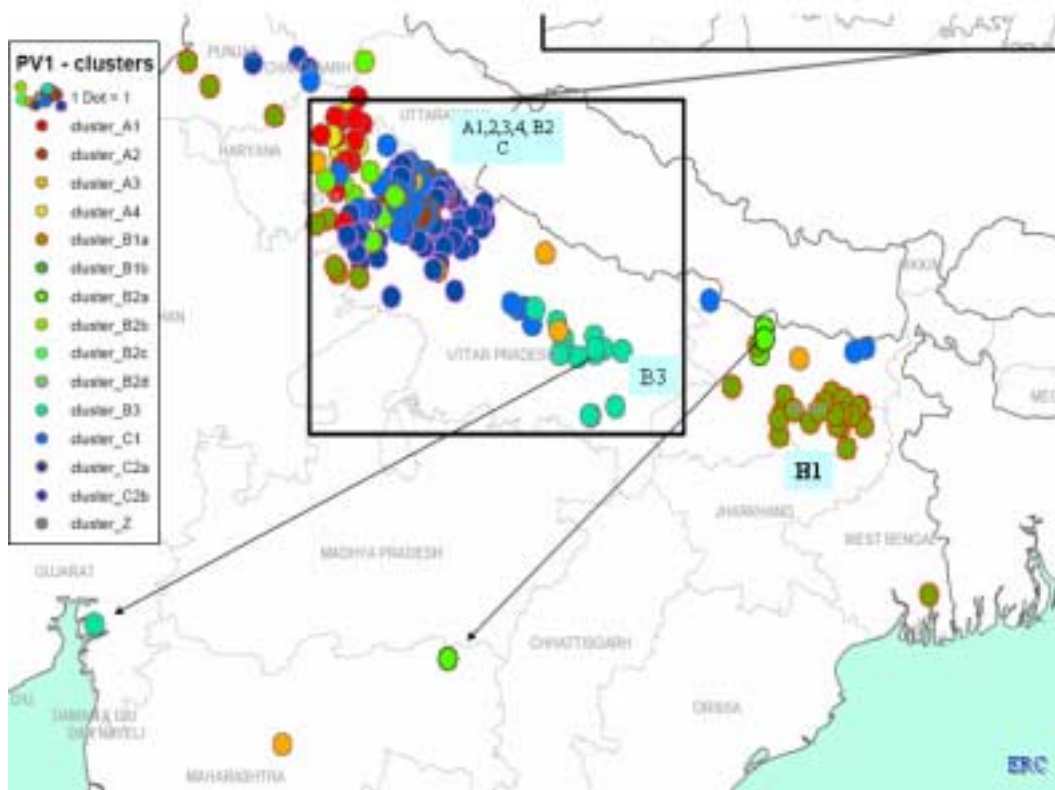 PV1 - clusters
1 Dot = 1
cluster_A1
cluster_A2
cluster_A3
cluster_A4
cluster_B1a
cluster_B1b
cluster_B2a
cluster_B2b
cluster_B2c
cluster_B2d
cluster_B3
cluster_C1
cluster_C2a
cluster_C2b
cluster_Z
HARYANA
A1,2,3,4, B2
C
UTTAR PRADESH
B3
B1
JHARKHAND
WEST BENGAL
MADHYA PRADESH
GUJARAT
CHHATTISGARH
ORISSA
DAMAN & DIU
MAHARASHTRA
ERC